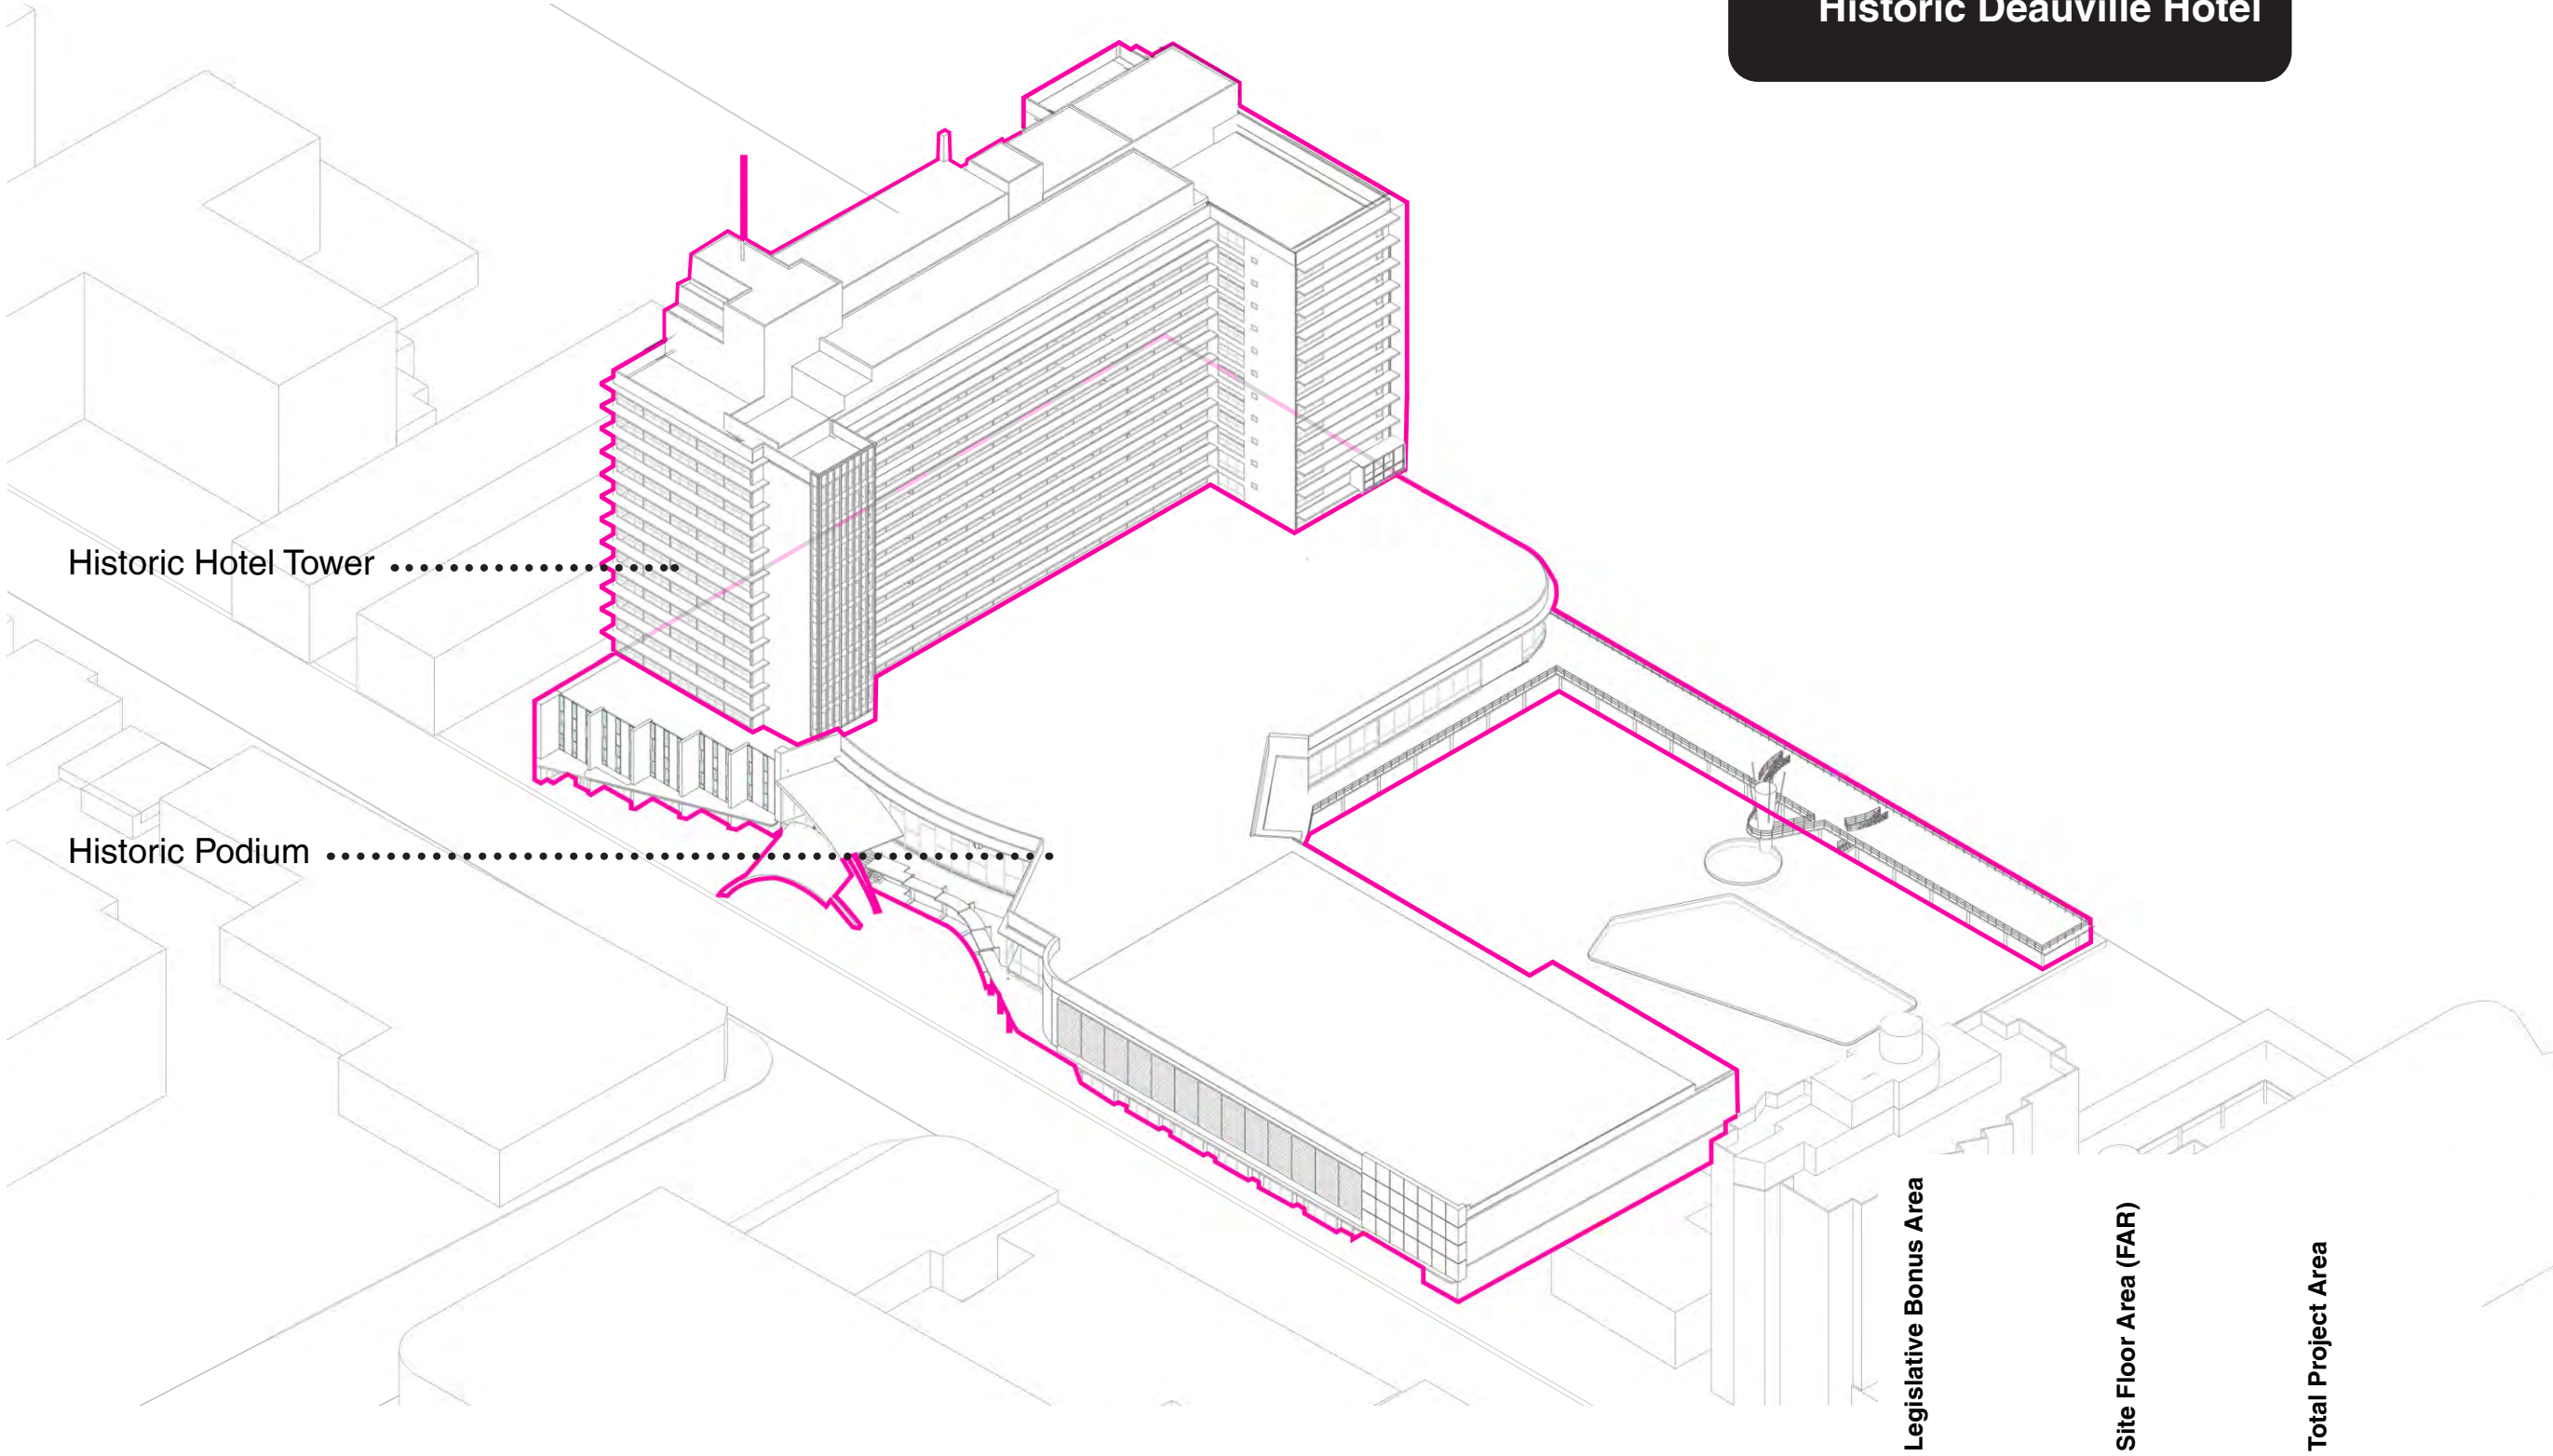 Historic Deauville Hotel
Historic Hotel Tower
Historic Podium
Legislative Bonus Area
Site Floor Area (FAR)
Total Project Area